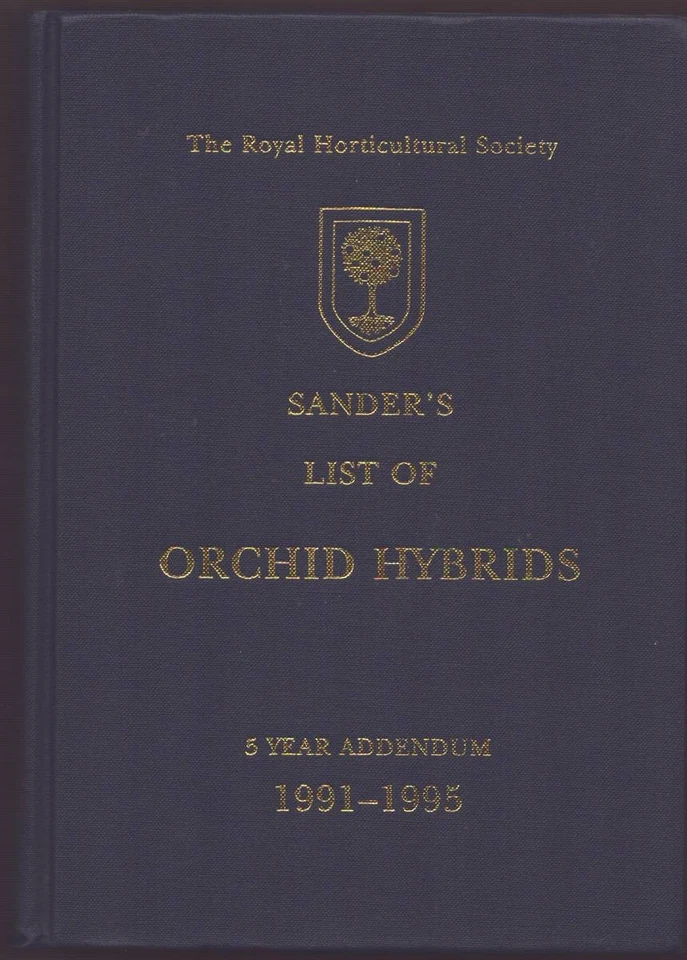 The Royal Horticultural Society
SANDER'S
LIST OF
ORCHID HYBRIDS
5 YEAR ADDENDUM
1991–1995